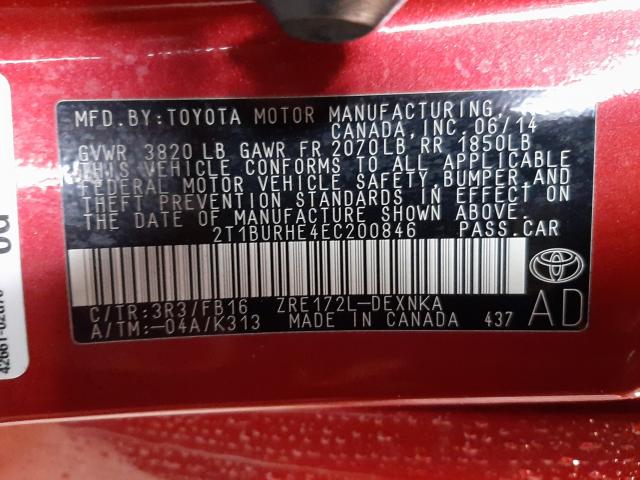 MFD.BY:TOYOTA MOTOR MANUFACTURING,
CANADA, INC. 06/14
GVWR 3820 LB GAWR FR 2070LB, RR 1850LB
THIS VEHICLE CONFORMS TO ALL APPLICABLE
FEDERAL MOTOR VEHICLE SAFETY, BUMPER, AND
THEFT PREVENTION STANDARDS IN EFFECT ON
THE DATE OF MANUFACTURE SHOWN ABOVE.
2T1BURHE4EC200846 PASS.CAR
C/TR:3R3/FB16 ZRE172L-DEXNKA
A/TM:-04A/K313 MADE IN CANADA 437
AD